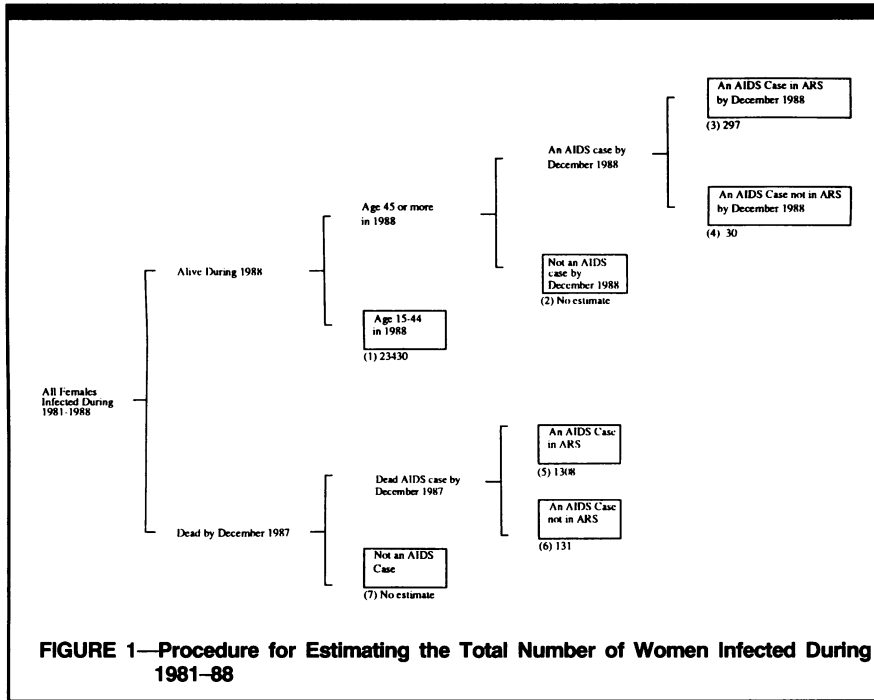 An AIDS Case in ARS
by December 1988
(3) 297
An AIDS case by
December 1988
An AIDS Case not in ARS
by December 1988
(4) 30
Age 45 or more
in 1988
Not an AIDS
case by
December 1988
(2) No estimate
Alive During 1988
Age 15-44
in 1988
(1) 23430
All Females
Infected During
1981-1988
An AIDS Case
in ARS
(5) 1308
Dead AIDS case by
December 1987
An AIDS Case
not in ARS
(6) 131
Dead by December 1987
Not an AIDS
Case
(7) No estimate
FIGURE 1—Procedure for Estimating the Total Number of Women Infected During
1981–88